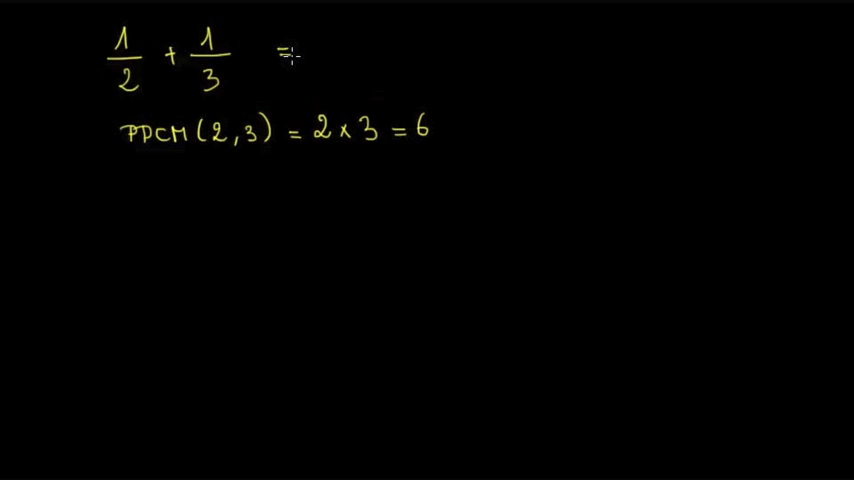 1/2 + 1/3 =
PPCM(2,3) = 2 × 3 = 6